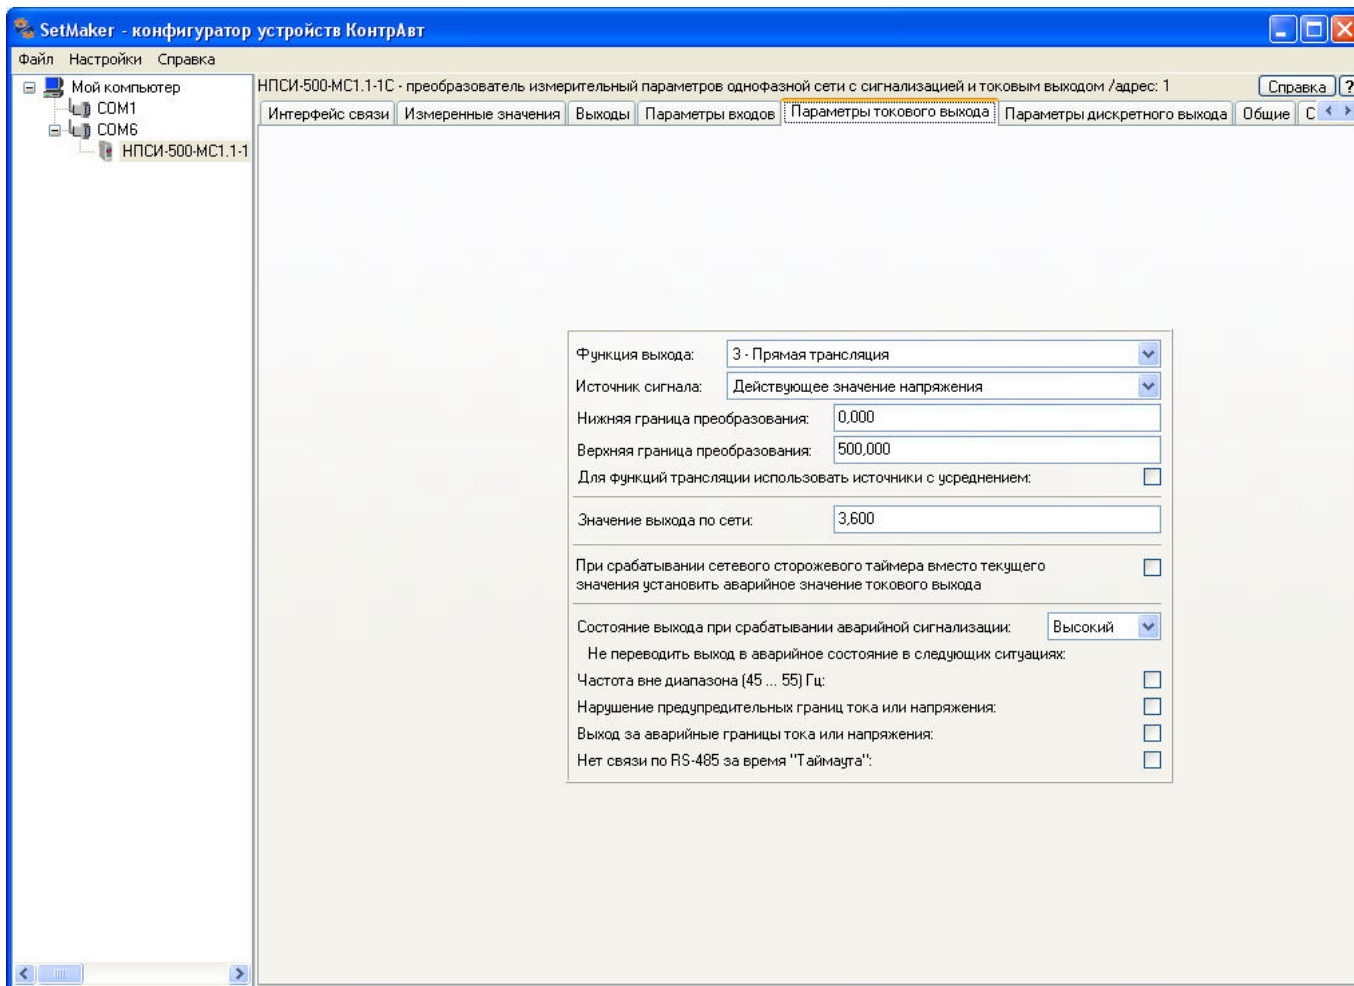 SetMaker - конфигуратор устройств КонтрАвт
Файл Настройки Справка
Мой компьютер
COM1
COM6
НПСИ-500-МС1.1-1
НПСИ-500-МС1.1-1С - преобразователь измерительный параметров однофазной сети с сигнализацией и токовым выходом /адрес: 1
Справка ?
Интерфейс связи Измеренные значения Выходы Параметры входов Параметры токового выхода Параметры дискретного выхода Общие С
Функция выхода: 3 - Прямая трансляция
Источник сигнала: Действующее значение напряжения
Нижняя граница преобразования: 0,000
Верхняя граница преобразования: 500,000
Для функций трансляции использовать источники с усреднением:
Значение выхода по сети: 3,600
При срабатывании сетевого сторожевого таймера вместо текущего
значения установить аварийное значение токового выхода
Состояние выхода при срабатывании аварийной сигнализации: Высокий
Не переводить выход в аварийное состояние в следующих ситуациях:
Частота вне диапазона (45 ... 55) Гц:
Нарушение предупредительных границ тока или напряжения:
Выход за аварийные границы тока или напряжения:
Нет связи по RS-485 за время "Таймаута":